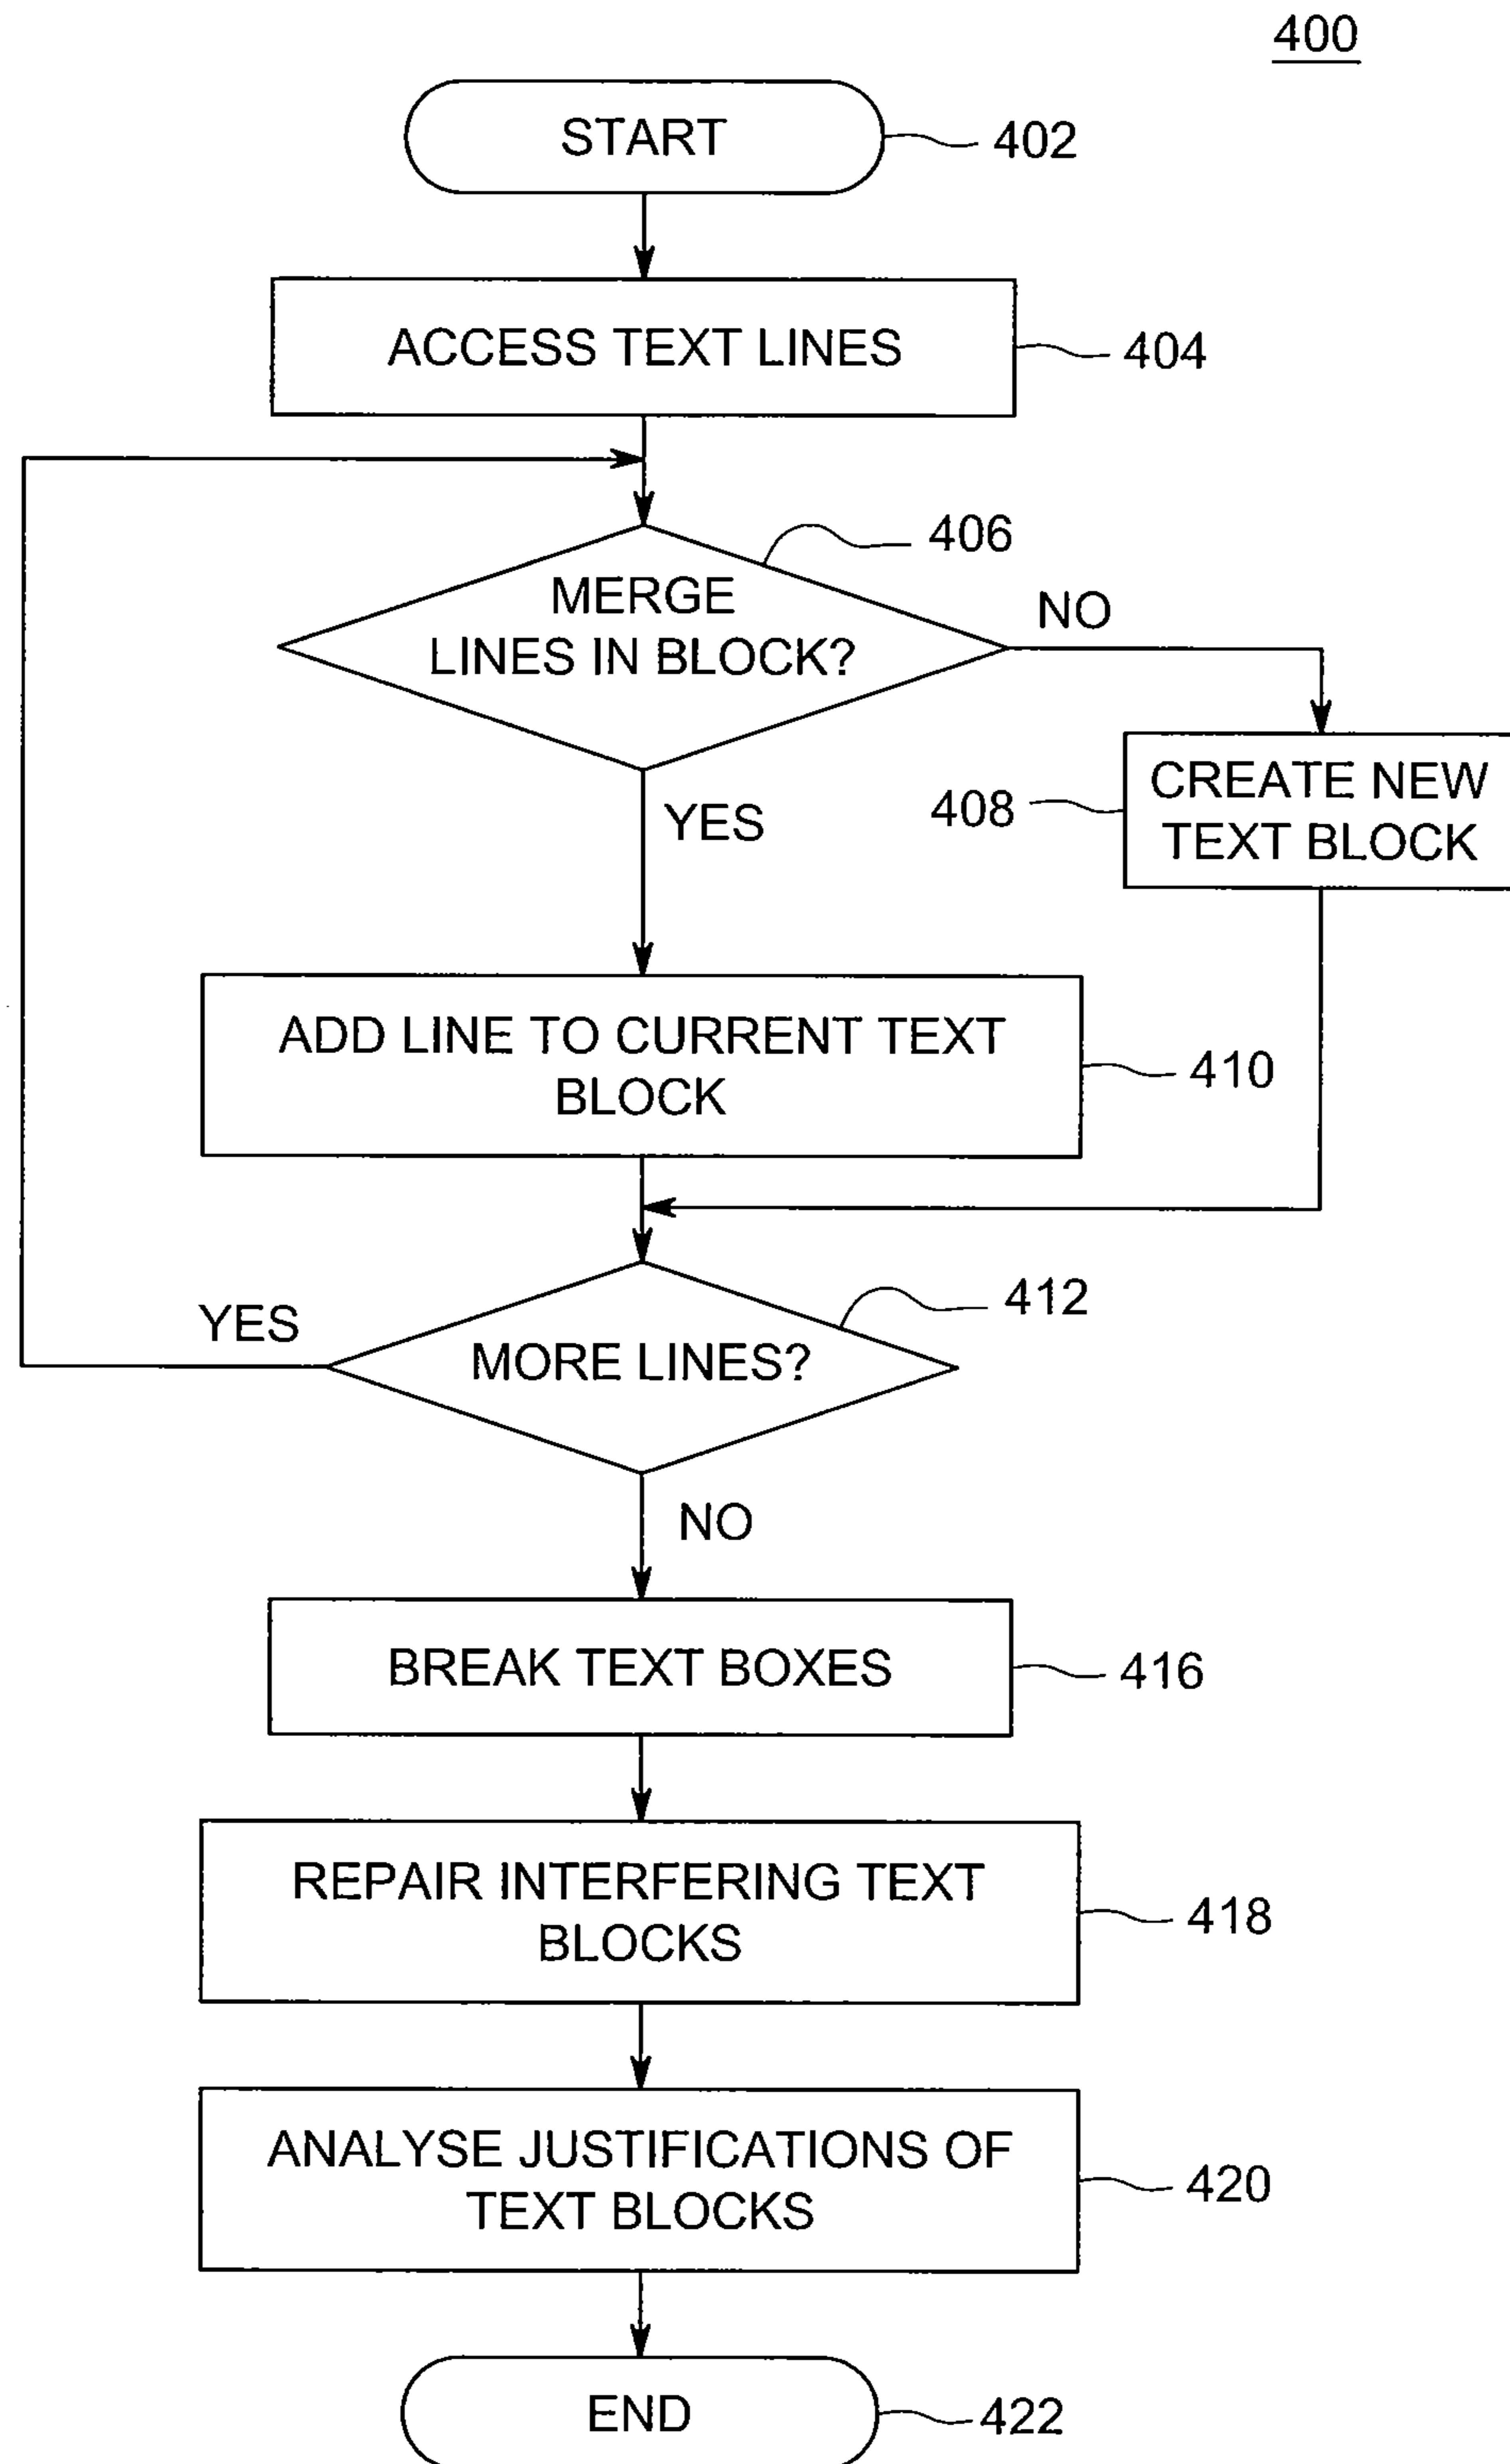 400
START
402
ACCESS TEXT LINES
404
406
MERGE
LINES IN BLOCK?
NO
YES
408
CREATE NEW
TEXT BLOCK
ADD LINE TO CURRENT TEXT
BLOCK
410
412
YES
MORE LINES?
NO
BREAK TEXT BOXES
416
REPAIR INTERFERING TEXT
BLOCKS
418
ANALYSE JUSTIFICATIONS OF
TEXT BLOCKS
420
END
422